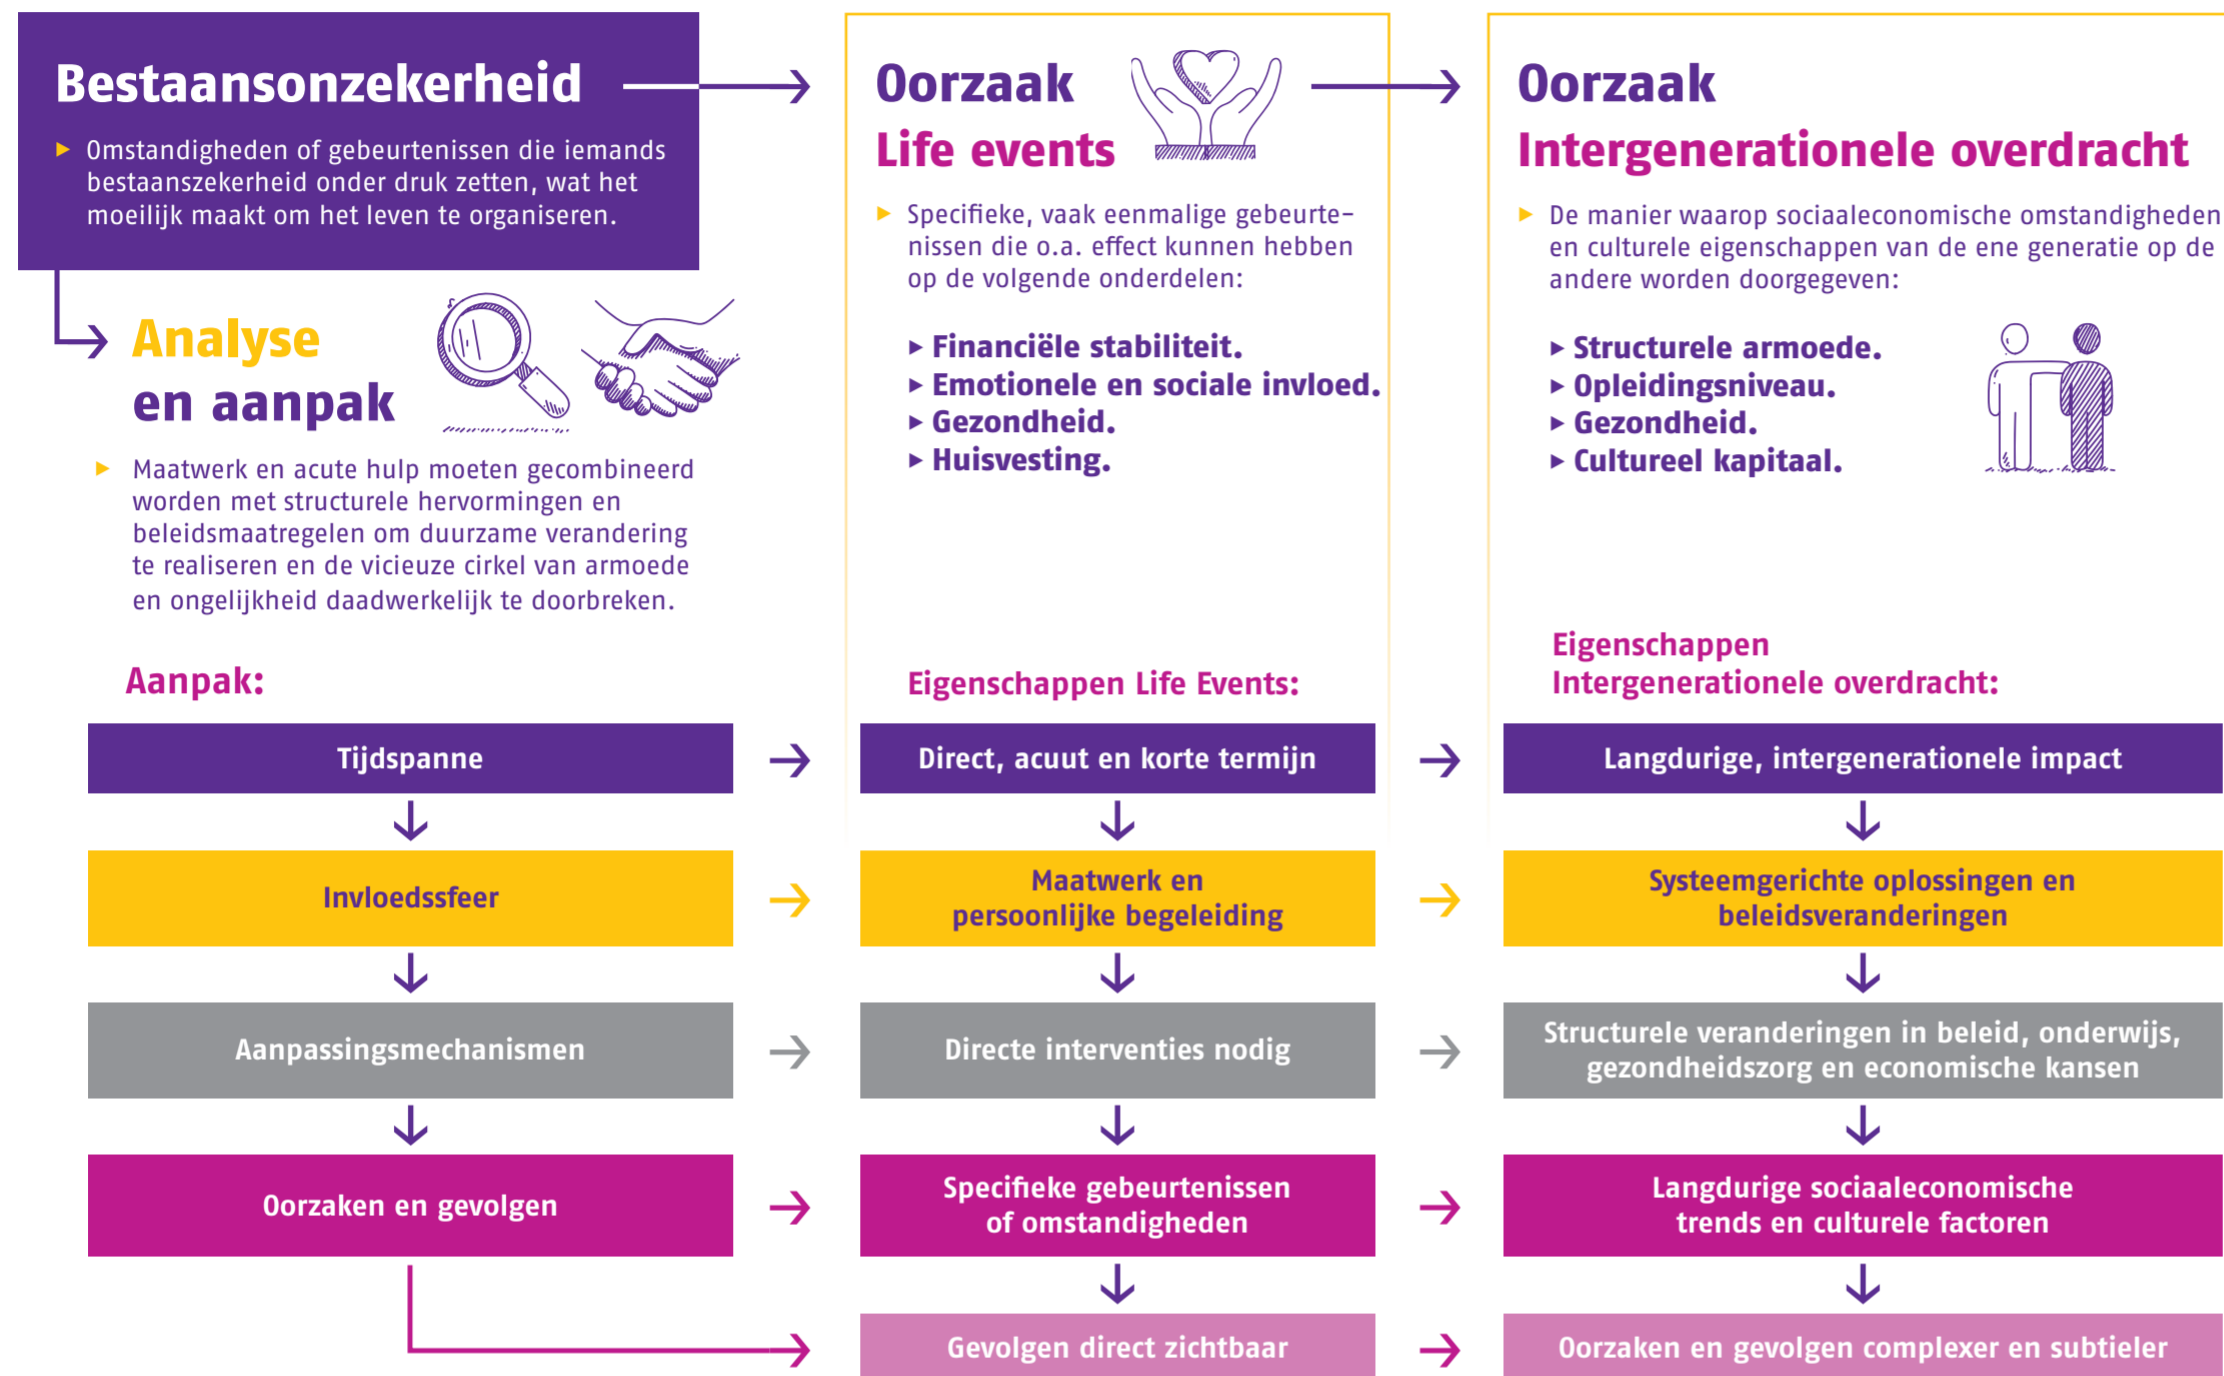 Bestaansonzekerheid
▸ Omstandigheden of gebeurtenissen die iemands
bestaanszekerheid onder druk zetten, wat het
moeilijk maakt om het leven te organiseren.
Analyse
en aanpak
▸ Maatwerk en acute hulp moeten gecombineerd
worden met structurele hervormingen en
beleidsmaatregelen om duurzame verandering
te realiseren en de vicieuze cirkel van armoede
en ongelijkheid daadwerkelijk te doorbreken.
Oorzaak
Life events
▸ Specifieke, vaak eenmalige gebeurte-
nissen die o.a. effect kunnen hebben
op de volgende onderdelen:
▸ Financiële stabiliteit.
▸ Emotionele en sociale invloed.
▸ Gezondheid.
▸ Huisvesting.
Oorzaak
Intergenerationele overdracht
▸ De manier waarop sociaaleconomische omstandigheden
en culturele eigenschappen van de ene generatie op de
andere worden doorgegeven:
▸ Structurele armoede.
▸ Opleidingsniveau.
▸ Gezondheid.
▸ Cultureel kapitaal.
Aanpak:
Eigenschappen Life Events:
Eigenschappen
Intergenerationele overdracht:
Tijdspanne
Direct, acuut en korte termijn
Langdurige, intergenerationele impact
Invloedssfeer
Maatwerk en
persoonlijke begeleiding
Systeemgerichte oplossingen en
beleidsveranderingen
Aanpassingsmechanismen
Directe interventies nodig
Structurele veranderingen in beleid, onderwijs,
gezondheidszorg en economische kansen
Oorzaken en gevolgen
Specifieke gebeurtenissen
of omstandigheden
Langdurige sociaaleconomische
trends en culturele factoren
Gevolgen direct zichtbaar
Oorzaken en gevolgen complexer en subtieler